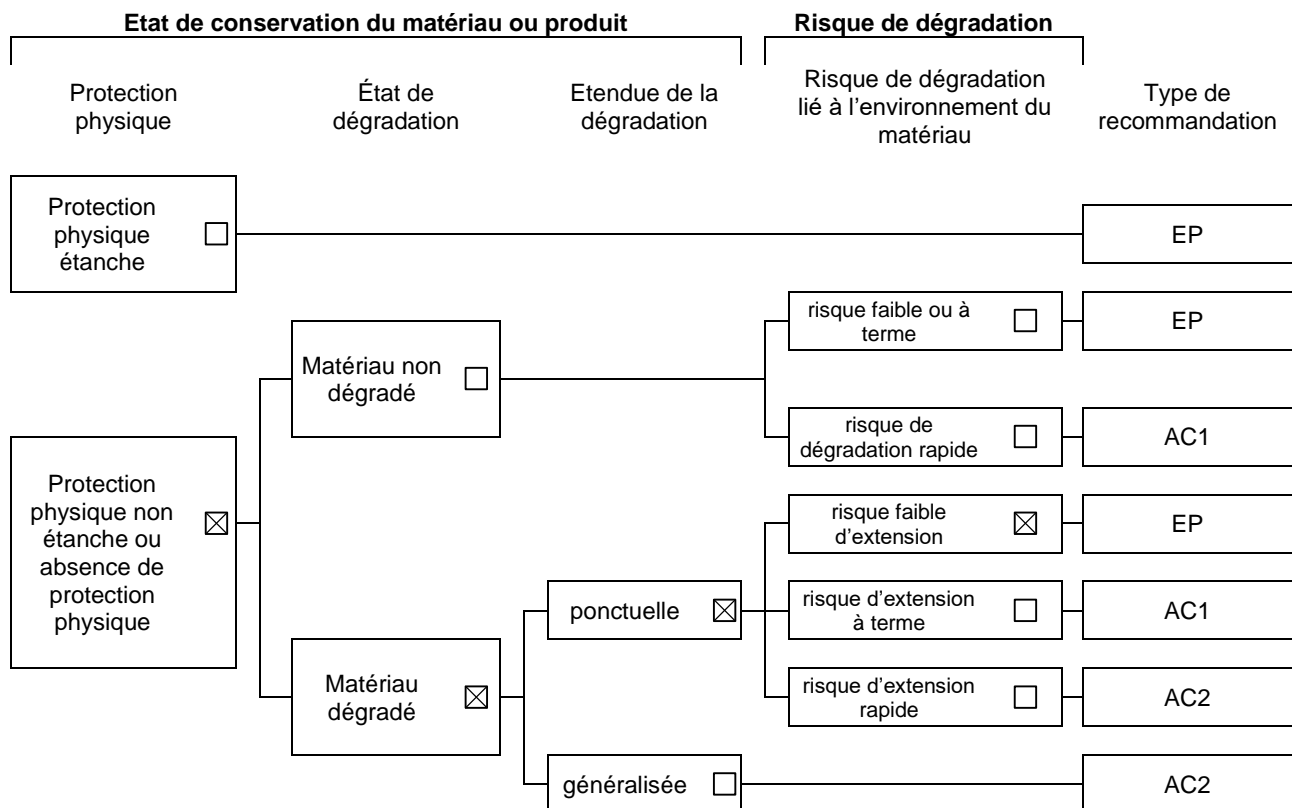 Etat de conservation du matériau ou produit
Risque de dégradation
Protection
physique
État de
dégradation
Etendue de la
dégradation
Risque de dégradation
lié à l'environnement du
matériau
Type de
recommandation
Protection
physique
étanche
EP
risque faible ou à
terme
EP
Matériau non
dégradé
risque de
dégradation rapide
AC1
Protection
physique non
étanche ou
absence de
protection
physique
risque faible
d'extension
EP
ponctuelle
risque d'extension
à terme
AC1
Matériau
dégradé
risque d'extension
rapide
AC2
généralisée
AC2